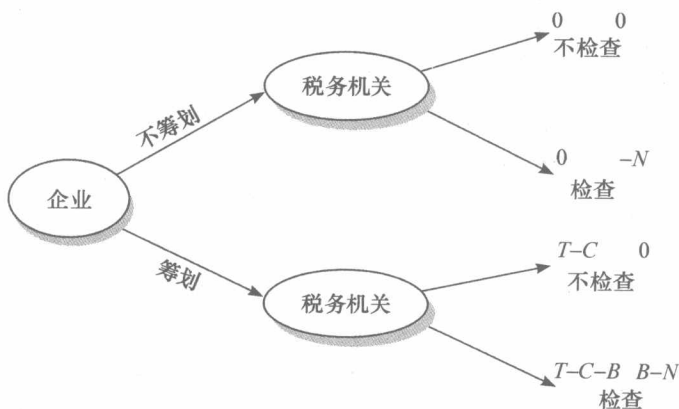 0 0
不检查
税务机关
不筹划
0 -N
检查
企业
T-C 0
不检查
筹划
税务机关
T-C-B B-N
检查